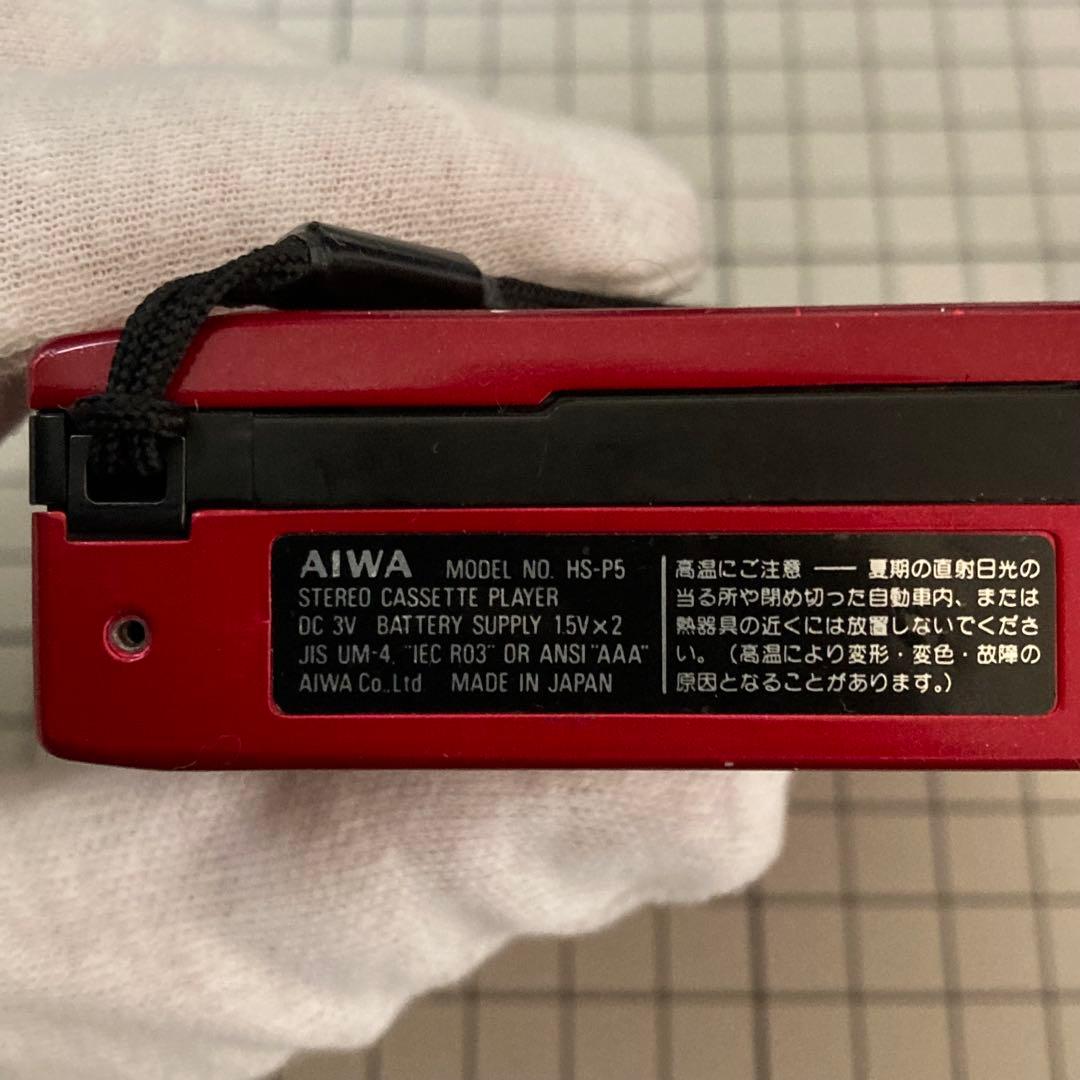 AIWA MODEL NO. HS-P5
STEREO CASSETTE PLAYER
DC 3V BATTERY SUPPLY 1.5V×2
JIS UM-4, "IEC R03" OR ANSI "AAA"
AIWA Co.,Ltd MADE IN JAPAN
高温にご注意 —— 夏期の直射日光の
当る所や閉め切った自動車内、または
熱器具の近くには放置しないでくださ
い。（高温により変形・変色・故障の
原因となることがあります。）